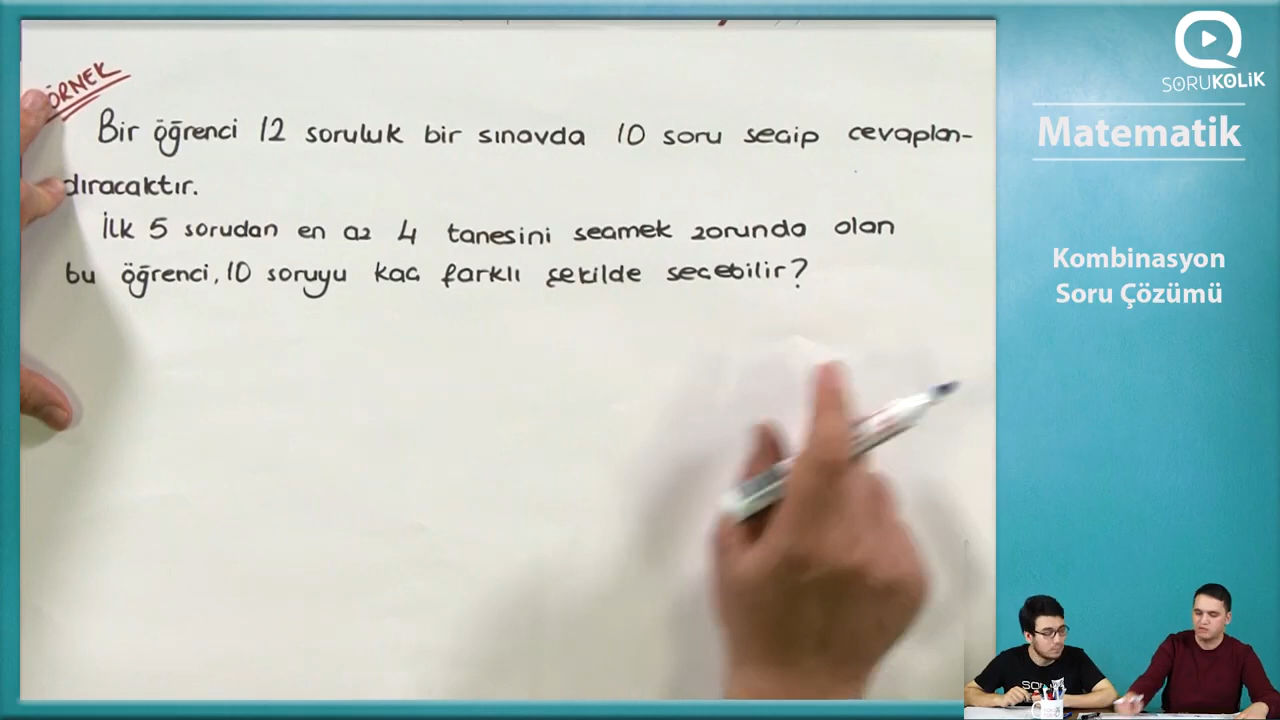 ÖRNEK
Bir öğrenci 12 soruluk bir sınavda 10 soru seçip cevaplan-
dıracaktır.
İlk 5 sorudan en az 4 tanesini seçmek zorunda olan
bu öğrenci, 10 soruyu kaç farklı şekilde seçebilir?
SORUKOLİK
Matematik
Kombinasyon
Soru Çözümü